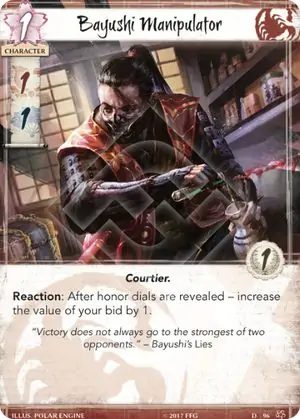 1
Bayushi Manipulator
CHARACTER
1
1
1
Courtier.
Reaction: After honor dials are revealed – increase
the value of your bid by 1.
"Victory does not always go to the strongest of two
opponents." – Bayushi's Lies
ILLUS. POLAR ENGINE
© 2017 FFG
D 96